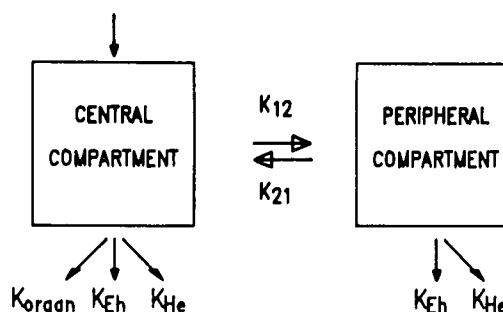 CENTRAL
COMPARTMENT
K12
K21
PERIPHERAL
COMPARTMENT
Korgan KEh KHe
KEh KHe